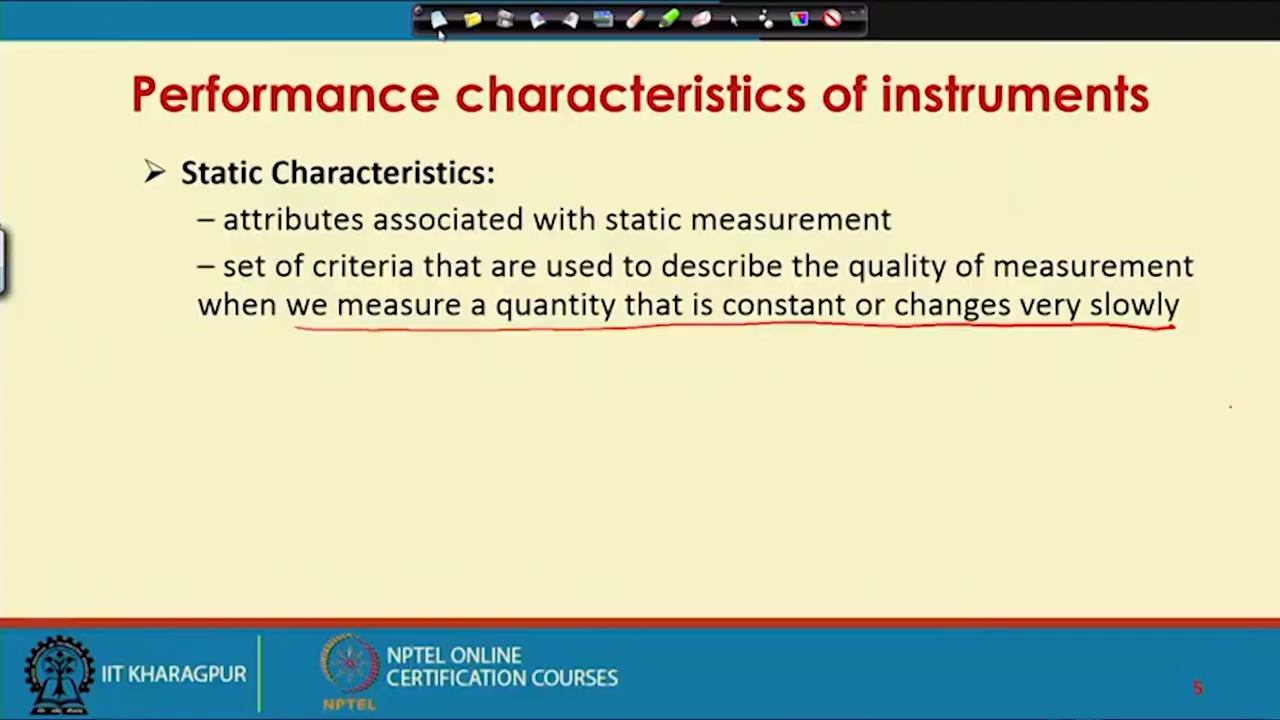 Performance characteristics of instruments
➢ Static Characteristics:
– attributes associated with static measurement
– set of criteria that are used to describe the quality of measurement
when we measure a quantity that is constant or changes very slowly
IIT KHARAGPUR
NPTEL
NPTEL ONLINE
CERTIFICATION COURSES
5